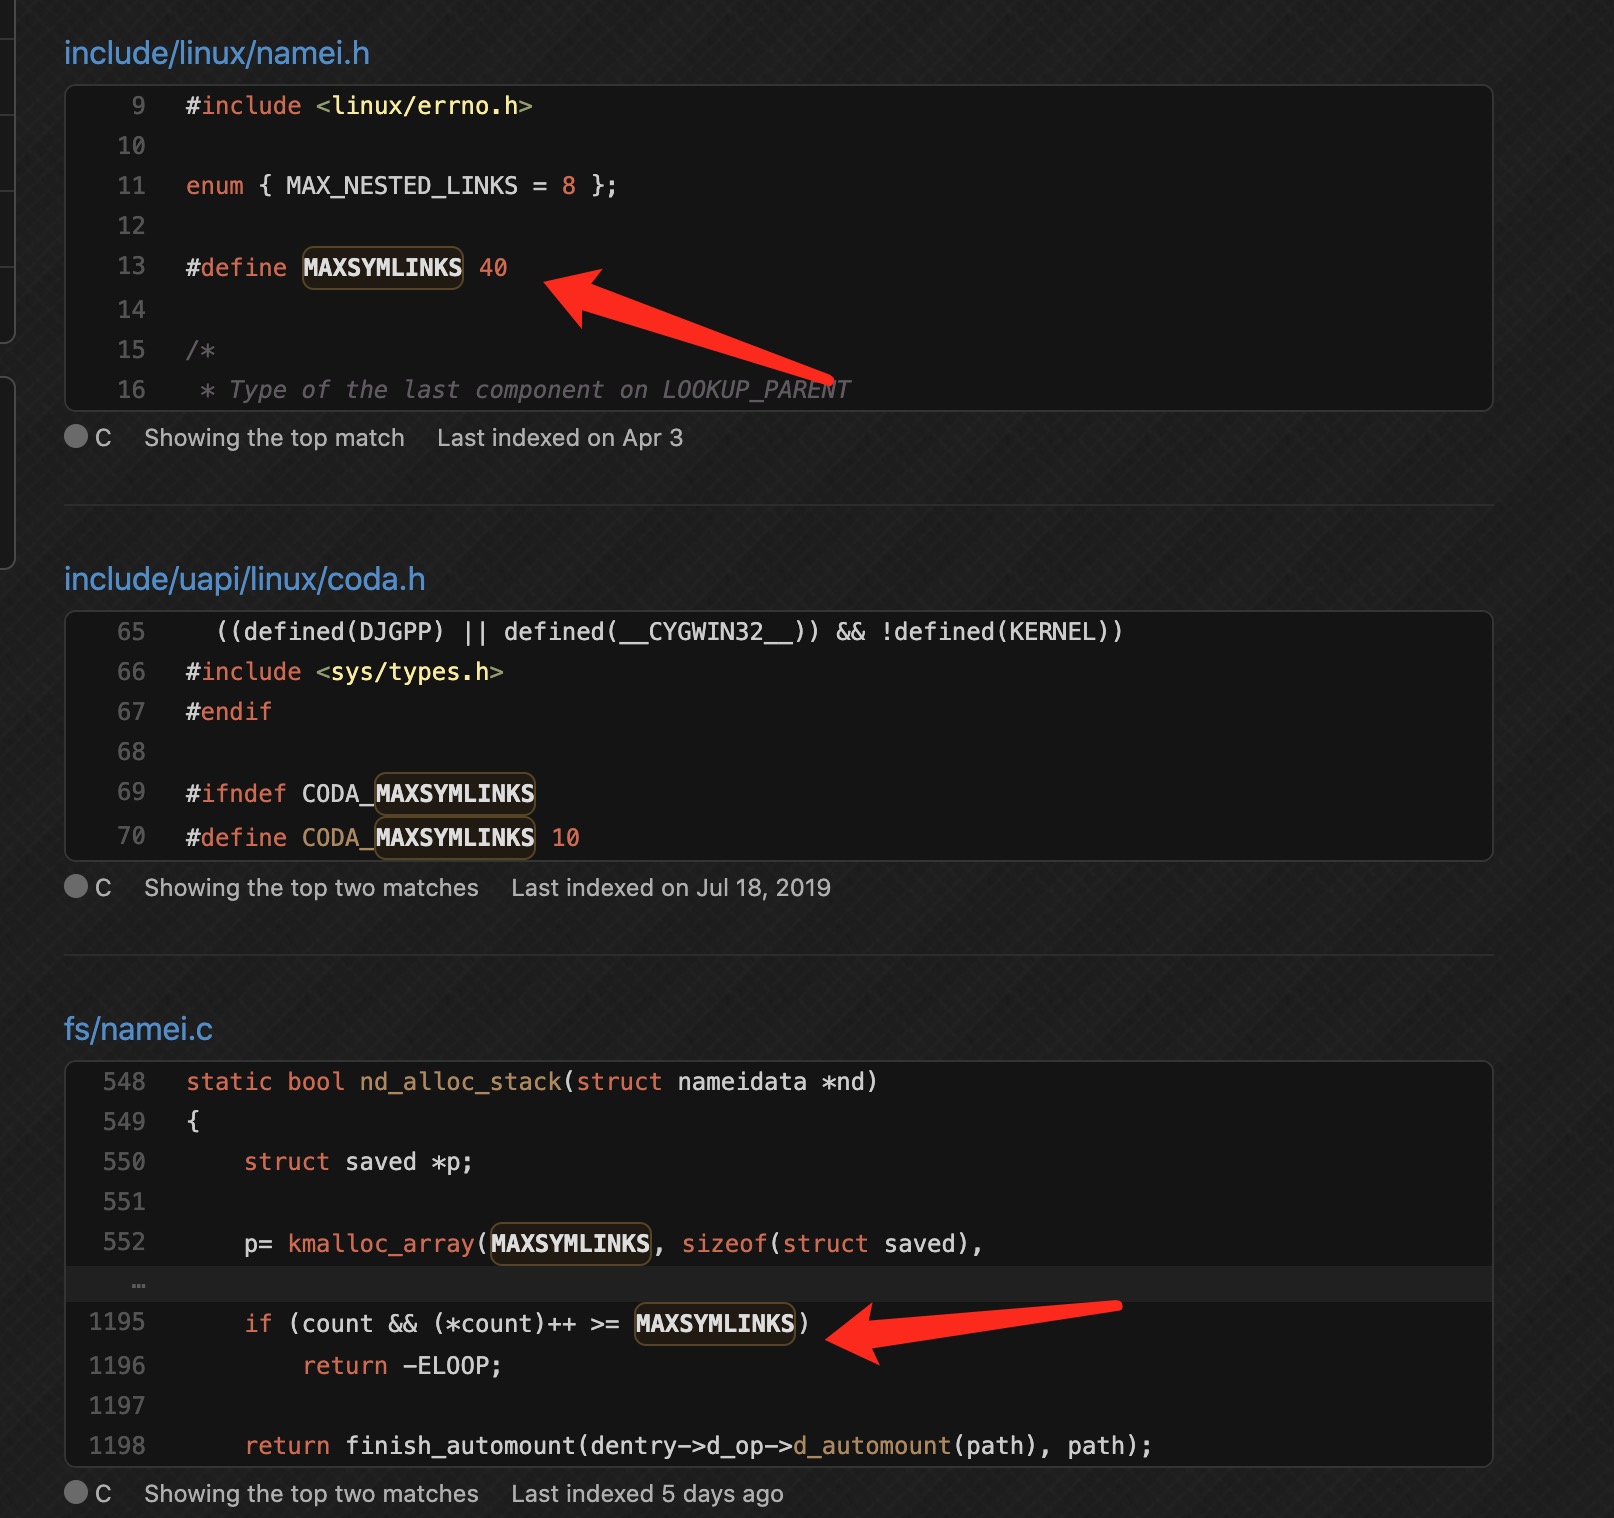 include/linux/namei.h
9 #include <linux/errno.h>
10
11 enum { MAX_NESTED_LINKS = 8 };
12
13 #define MAXSYMLINKS 40
14
15 /*
16 * Type of the last component on LOOKUP_PARENT
C Showing the top match Last indexed on Apr 3
include/uapi/linux/coda.h
65 ((defined(DJGPP) || defined(__CYGWIN32__)) && !defined(KERNEL))
66 #include <sys/types.h>
67 #endif
68
69 #ifndef CODA_MAXSYMLINKS
70 #define CODA_MAXSYMLINKS 10
C Showing the top two matches Last indexed on Jul 18, 2019
fs/namei.c
548 static bool nd_alloc_stack(struct nameidata *nd)
549 {
550 struct saved *p;
551
552 p= kmalloc_array(MAXSYMLINKS, sizeof(struct saved),
…
1195 if (count && (*count)++ >= MAXSYMLINKS)
1196 return -ELOOP;
1197
1198 return finish_automount(dentry->d_op->d_automount(path), path);
C Showing the top two matches Last indexed 5 days ago